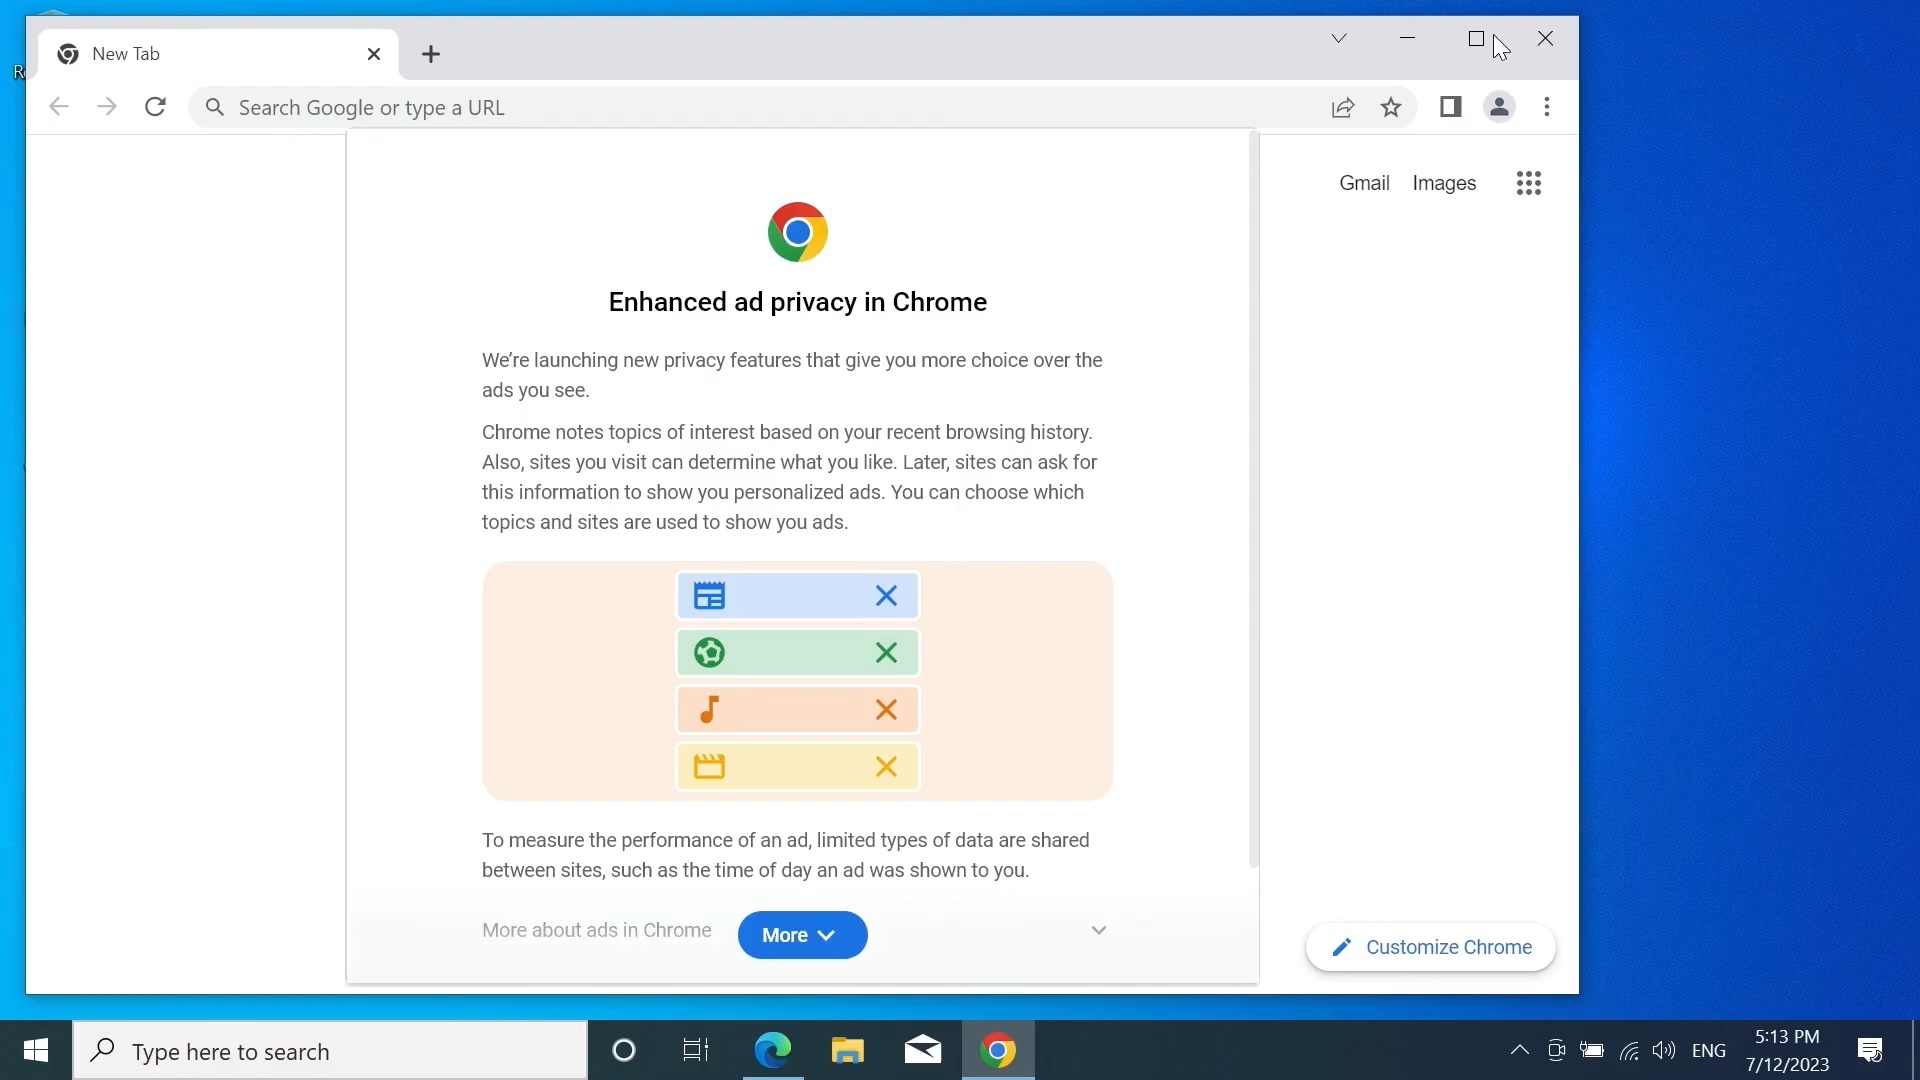 New Tab
Search Google or type a URL
Gmail Images
Enhanced ad privacy in Chrome
We’re launching new privacy features that give you more choice over the
ads you see.
Chrome notes topics of interest based on your recent browsing history.
Also, sites you visit can determine what you like. Later, sites can ask for
this information to show you personalized ads. You can choose which
topics and sites are used to show you ads.
To measure the performance of an ad, limited types of data are shared
between sites, such as the time of day an ad was shown to you.
More about ads in Chrome
More
Customize Chrome
Type here to search
ENG
5:13 PM
7/12/2023